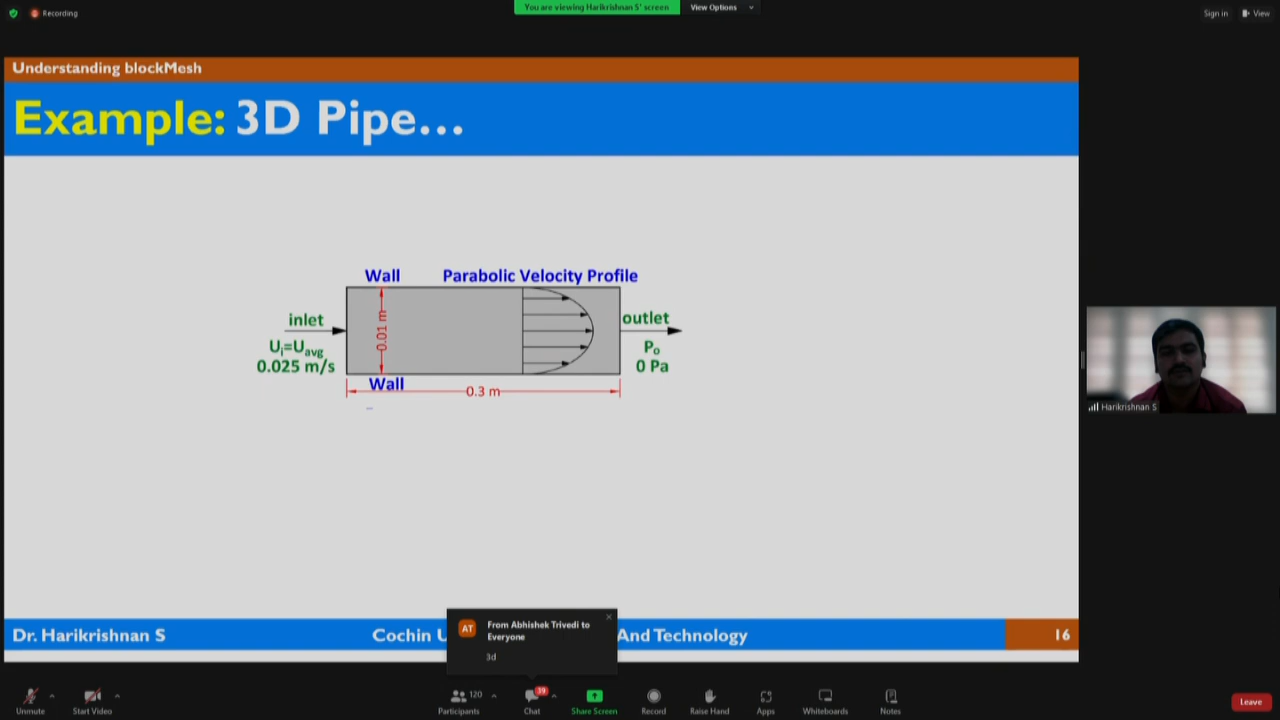 Recording
You are viewing Harikrishnan S' screen
View Options
Sign in
View
Understanding blockMesh
Example: 3D Pipe...
Wall
Parabolic Velocity Profile
inlet
0.01 m
outlet
Ui=Uavg
0.025 m/s
Po
0 Pa
Wall
0.3 m
Harikrishnan S
AT
From Abhishek Trivedi to
Everyone
3d
Dr. Harikrishnan S
Cochin U
And Technology
16
Unmute
Start Video
120
Participants
39
Chat
Share Screen
Record
Raise Hand
Apps
Whiteboards
Notes
Leave